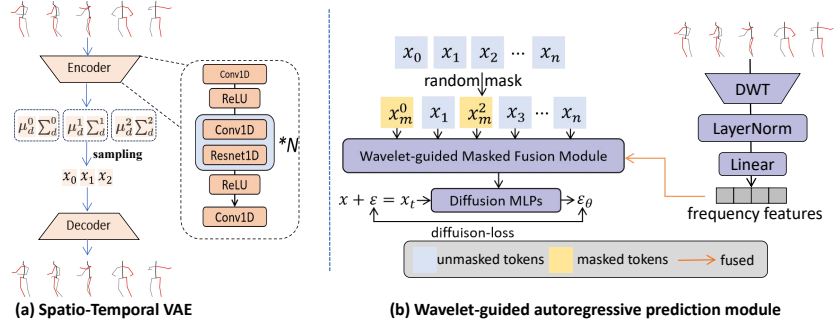 Encoder
μ_d^0 ∑_d^0 μ_d^1 ∑_d^1 μ_d^2 ∑_d^2
sampling
x_0 x_1 x_2
Decoder
(a) Spatio-Temporal VAE
Conv1D
ReLU
Conv1D
Resnet1D
*N
ReLU
Conv1D
x_0 x_1 x_2 ··· x_n
random mask
x_m^0 x_1 x_m^2 x_3 ··· x_n
Wavelet-guided Masked Fusion Module
x + ε = x_t Diffusion MLPs ε_θ
diffuison-loss
DWT
LayerNorm
Linear
frequency features
unmasked tokens masked tokens fused
(b) Wavelet-guided autoregressive prediction module